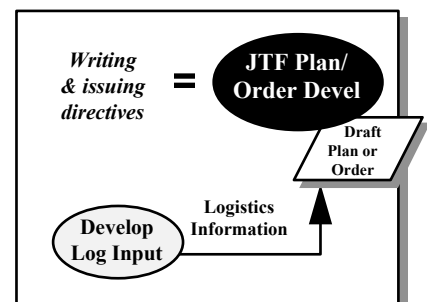 Writing
& issuing
directives
=
JTF Plan/
Order Devel
Draft
Plan or
Order
Logistics
Information
Develop
Log Input